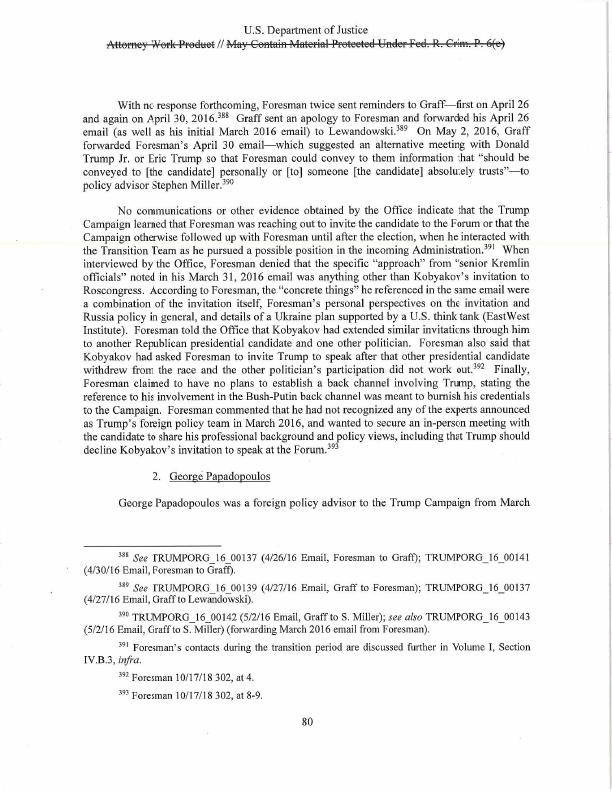 U.S. Department of Justice
Attorney Work Product // May Contain Material Protected Under Fed. R. Crim. P. 6(e)
With no response forthcoming, Foresman twice sent reminders to Graff—first on April 26
and again on April 30, 2016.388 Graff sent an apology to Foresman and forwarded his April 26
email (as well as his initial March 2016 email) to Lewandowski.389 On May 2, 2016, Graff
forwarded Foresman's April 30 email—which suggested an alternative meeting with Donald
Trump Jr. or Eric Trump so that Foresman could convey to them information that "should be
conveyed to [the candidate] personally or [to] someone [the candidate] absolutely trusts"—to
policy advisor Stephen Miller.390
No communications or other evidence obtained by the Office indicate that the Trump
Campaign learned that Foresman was reaching out to invite the candidate to the Forum or that the
Campaign otherwise followed up with Foresman until after the election, when he interacted with
the Transition Team as he pursued a possible position in the incoming Administration.391 When
interviewed by the Office, Foresman denied that the specific "approach" from "senior Kremlin
officials" noted in his March 31, 2016 email was anything other than Kobyakov's invitation to
Roscongress. According to Foresman, the "concrete things" he referenced in the same email were
a combination of the invitation itself, Foresman's personal perspectives on the invitation and
Russia policy in general, and details of a Ukraine plan supported by a U.S. think tank (EastWest
Institute). Foresman told the Office that Kobyakov had extended similar invitations through him
to another Republican presidential candidate and one other politician. Foresman also said that
Kobyakov had asked Foresman to invite Trump to speak after that other presidential candidate
withdrew from the race and the other politician's participation did not work out.392 Finally,
Foresman claimed to have no plans to establish a back channel involving Trump, stating the
reference to his involvement in the Bush-Putin back channel was meant to burnish his credentials
to the Campaign. Foresman commented that he had not recognized any of the experts announced
as Trump's foreign policy team in March 2016, and wanted to secure an in-person meeting with
the candidate to share his professional background and policy views, including that Trump should
decline Kobyakov's invitation to speak at the Forum.393
2. George Papadopoulos
George Papadopoulos was a foreign policy advisor to the Trump Campaign from March
388 See TRUMPORG_16_00137 (4/26/16 Email, Foresman to Graff); TRUMPORG_16_00141
(4/30/16 Email, Foresman to Graff).
389 See TRUMPORG_16_00139 (4/27/16 Email, Graff to Foresman); TRUMPORG_16_00137
(4/27/16 Email, Graff to Lewandowski).
390 TRUMPORG_16_00142 (5/2/16 Email, Graff to S. Miller); see also TRUMPORG_16_00143
(5/2/16 Email, Graff to S. Miller) (forwarding March 2016 email from Foresman).
391 Foresman's contacts during the transition period are discussed further in Volume I, Section
IV.B.3, infra.
392 Foresman 10/17/18 302, at 4.
393 Foresman 10/17/18 302, at 8-9.
80